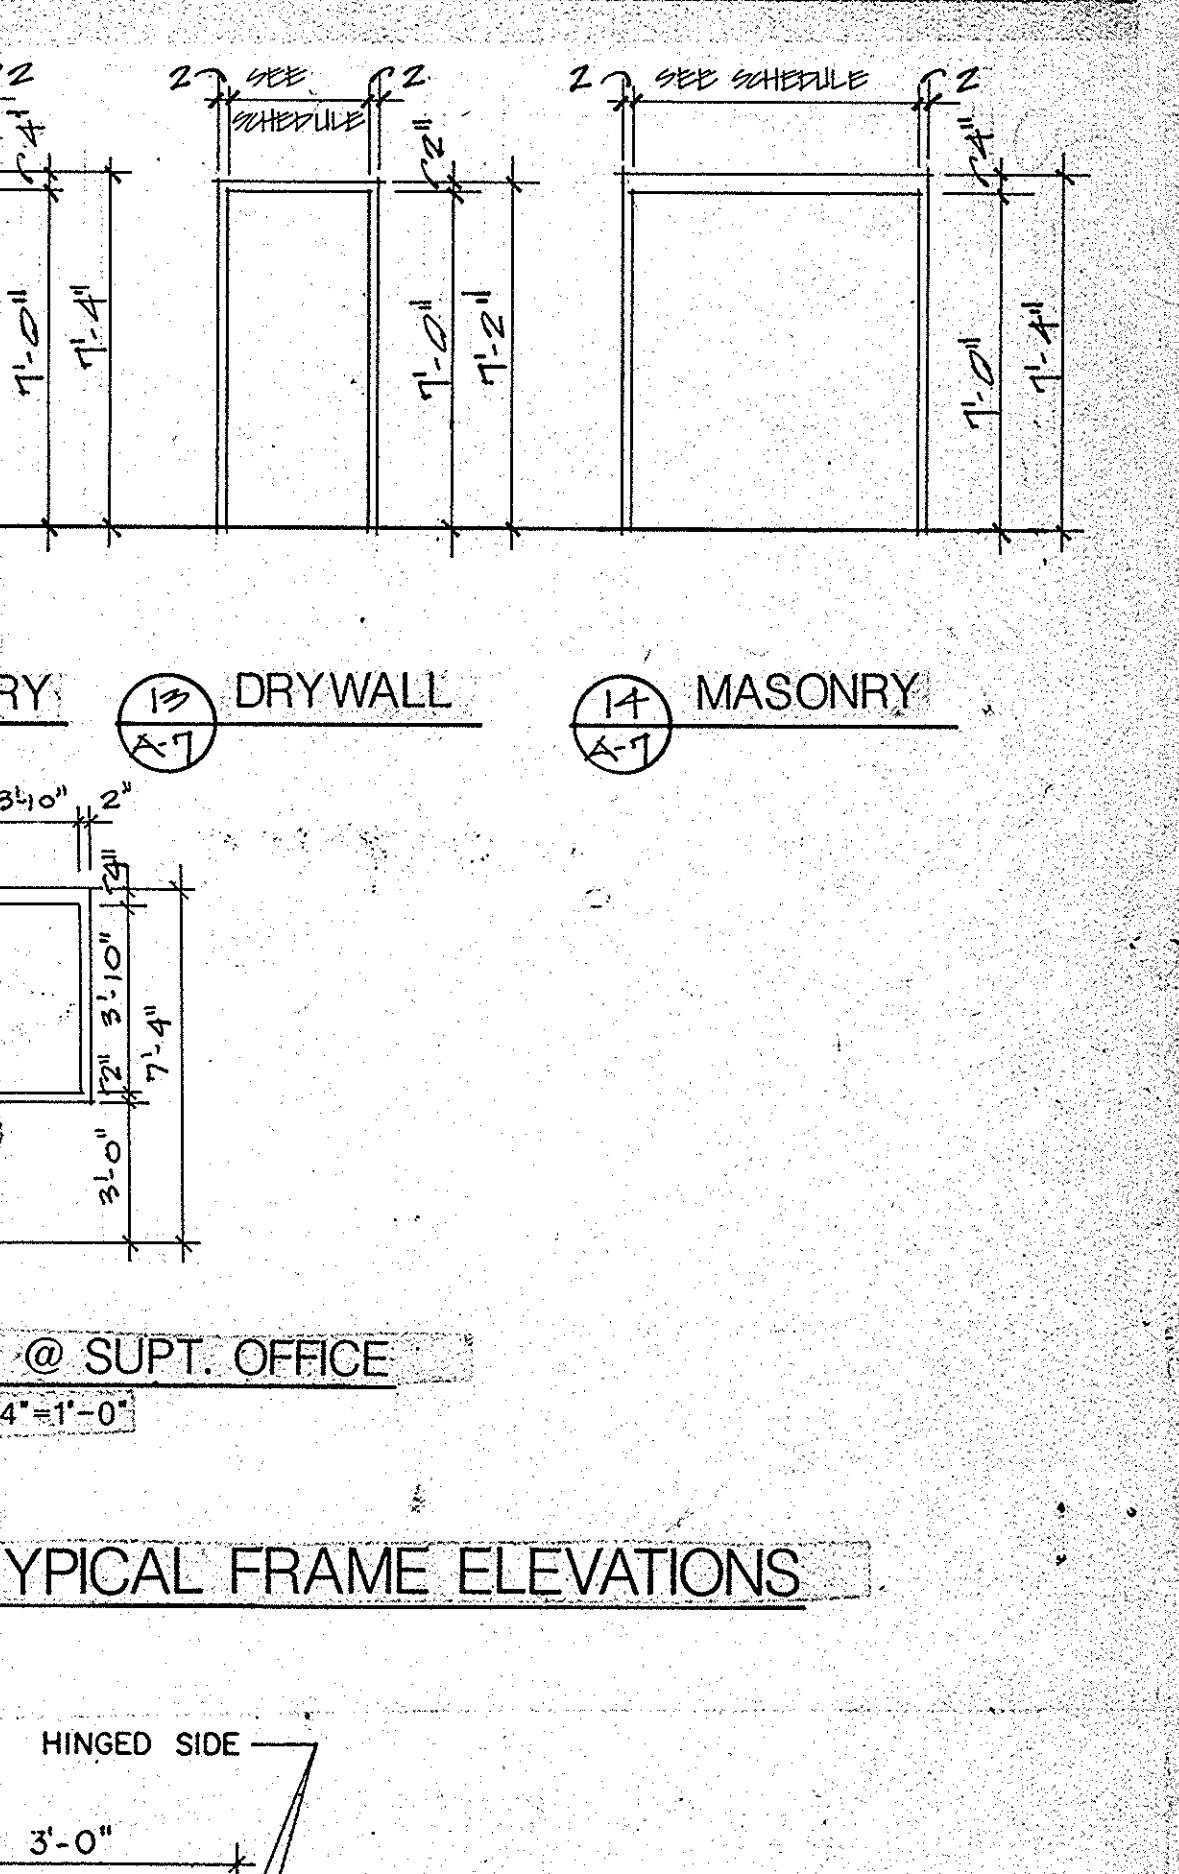 2
2 SEE 2
SCHEDULE
2 SEE SCHEDULE 2
4"
7'-0"
7'-4"
2"
7'-0"
7'-2"
4"
7'-0"
7'-4"
RY
13
A-7
DRYWALL
14
A-7
MASONRY
3'-10" 2"
4"
3'-10"
2"
3'-0"
7'-4"
@ SUPT. OFFICE
4"=1'-0"
YPICAL FRAME ELEVATIONS
HINGED SIDE
3'-0"